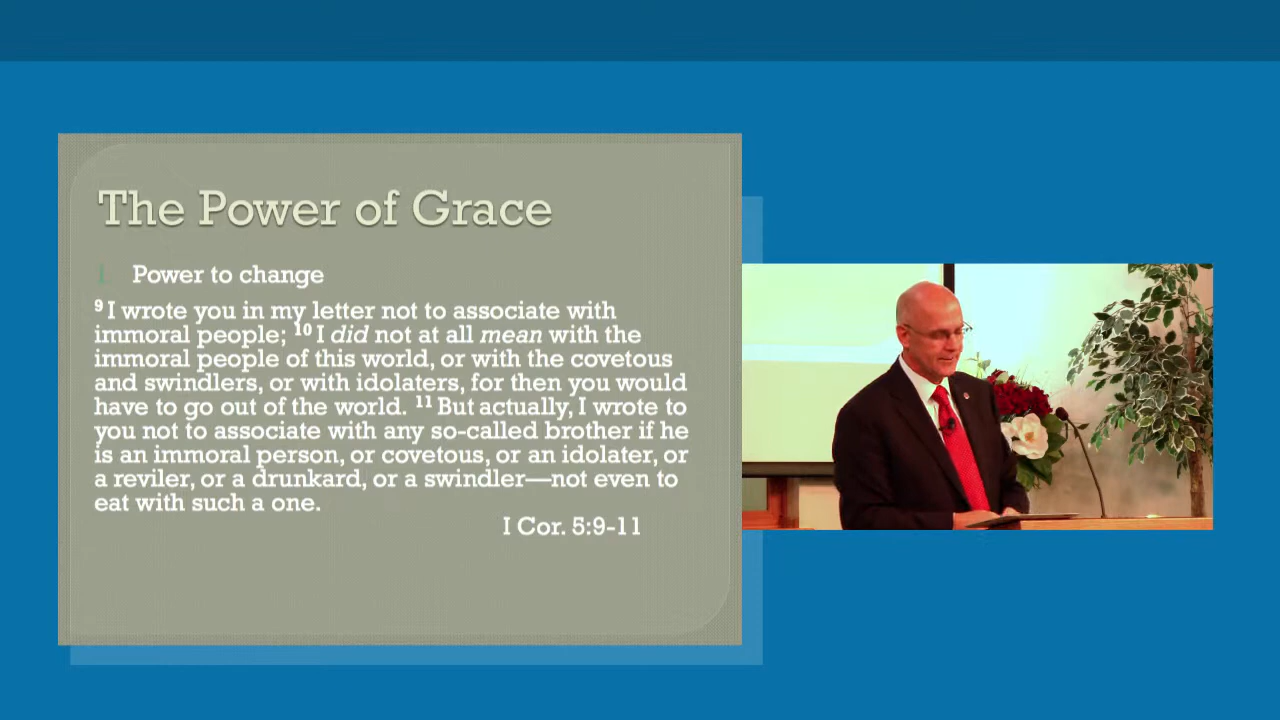 The Power of Grace
I. Power to change
⁹ I wrote you in my letter not to associate with
immoral people; ¹⁰ I did not at all mean with the
immoral people of this world, or with the covetous
and swindlers, or with idolaters, for then you would
have to go out of the world. ¹¹ But actually, I wrote to
you not to associate with any so-called brother if he
is an immoral person, or covetous, or an idolater, or
a reviler, or a drunkard, or a swindler—not even to
eat with such a one.
I Cor. 5:9-11